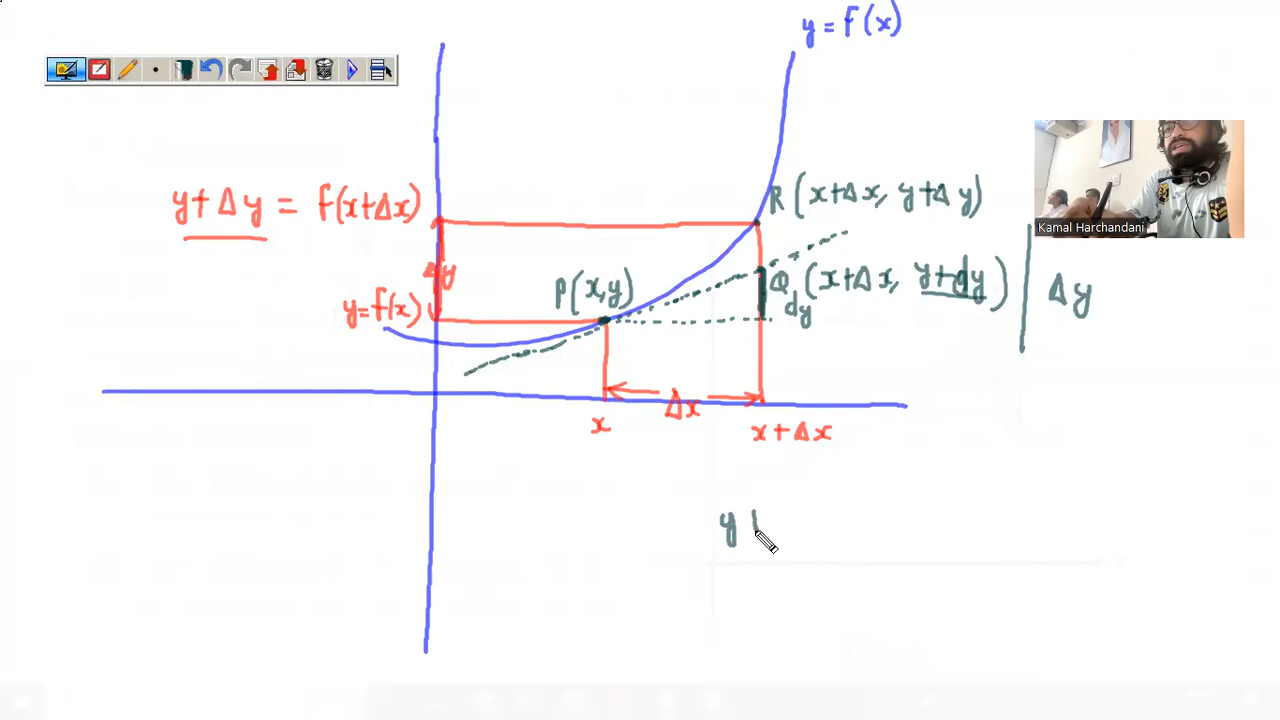 y = f(x)
y+Δy = f(x+Δx)
R(x+Δx, y+Δy)
Kamal Harchandani
Δy
P(x,y)
Q(x+Δx, y+dy)
Δy
y=f(x)
dy
Δx
x
x+Δx
y